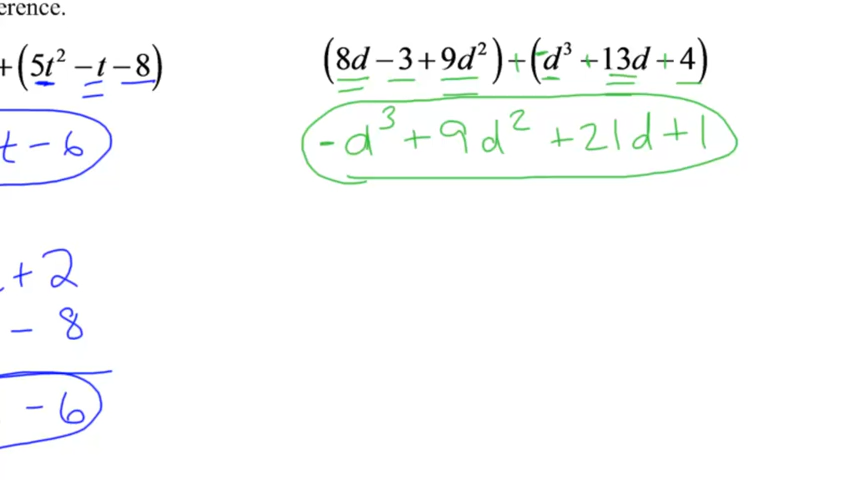 erence.
+(5t² − t − 8)
t − 6
+ 2
− 8
− 6
(8d − 3 + 9d²) + (−d³ + 13d + 4)
-d³ + 9d² + 21d + 1